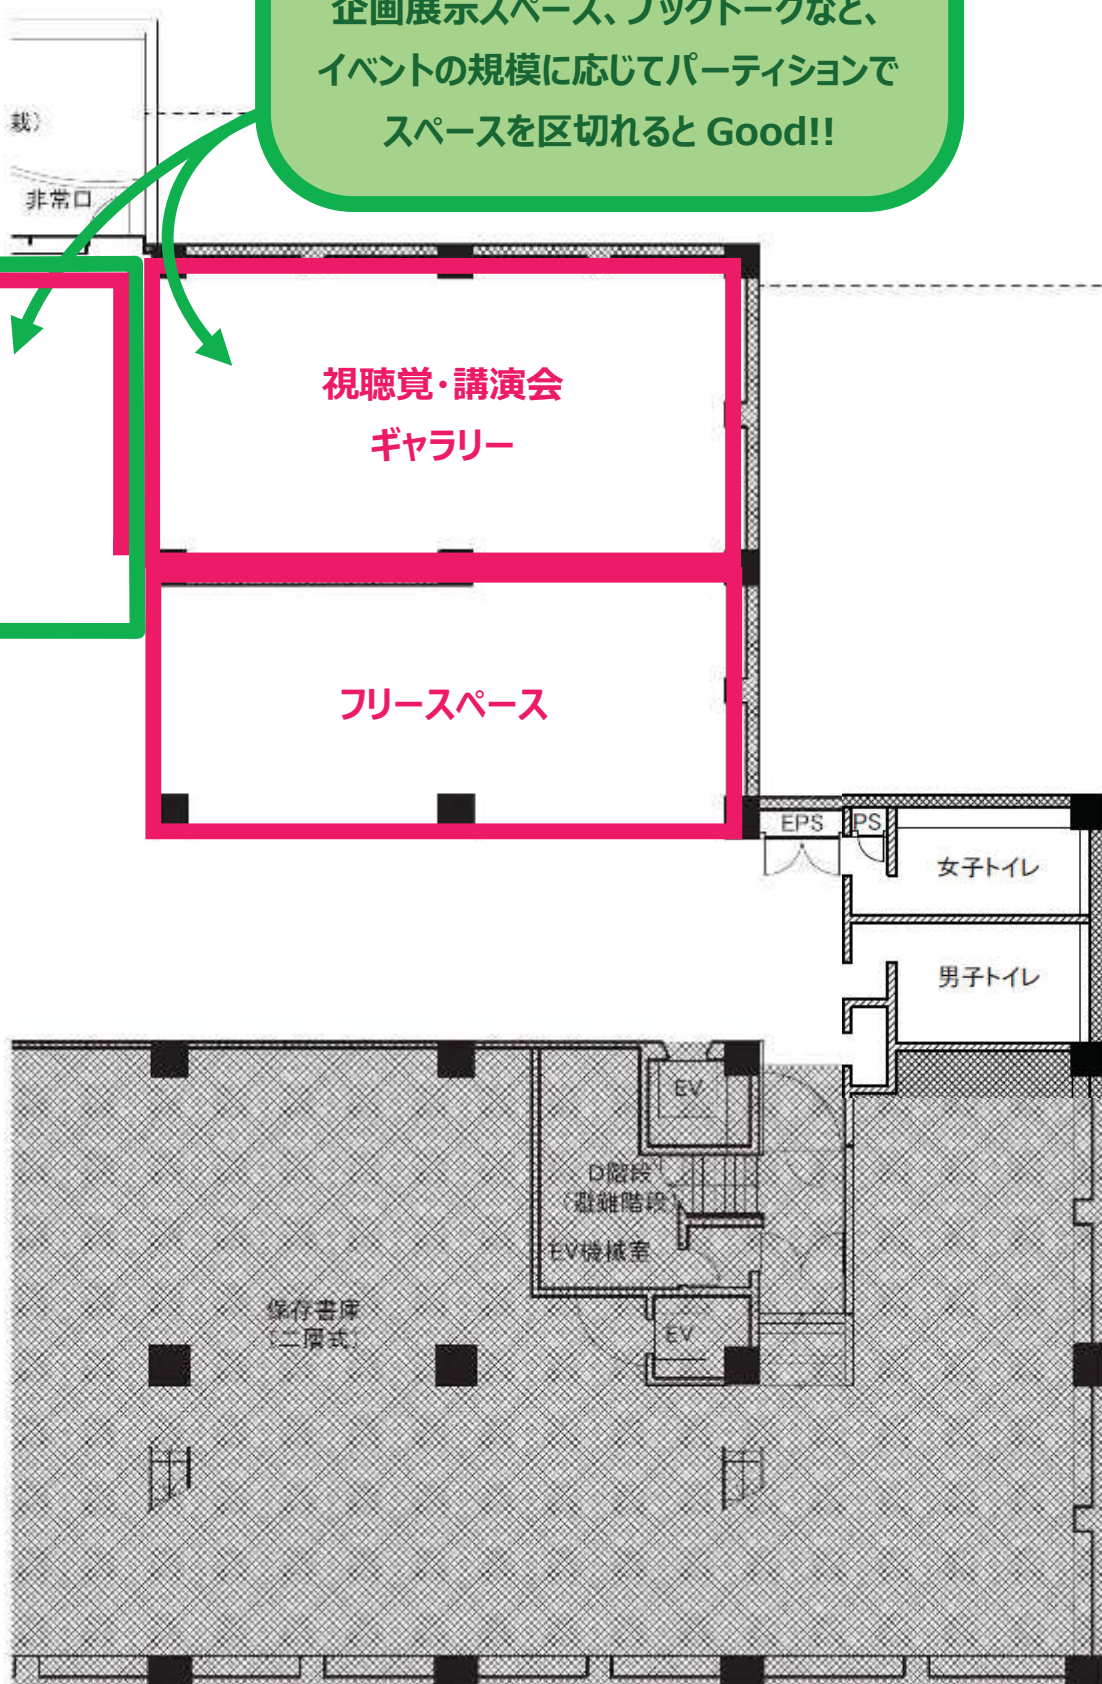 企画展示スペース、ブックトークなど、
イベントの規模に応じてパーティションで
スペースを区切れると Good!!
栽）
非常口
視聴覚・講演会
ギャラリー
フリースペース
EPS
PS
女子トイレ
男子トイレ
EV
D階段
（避難階段）
EV機械室
保存書庫
（二層式）
EV